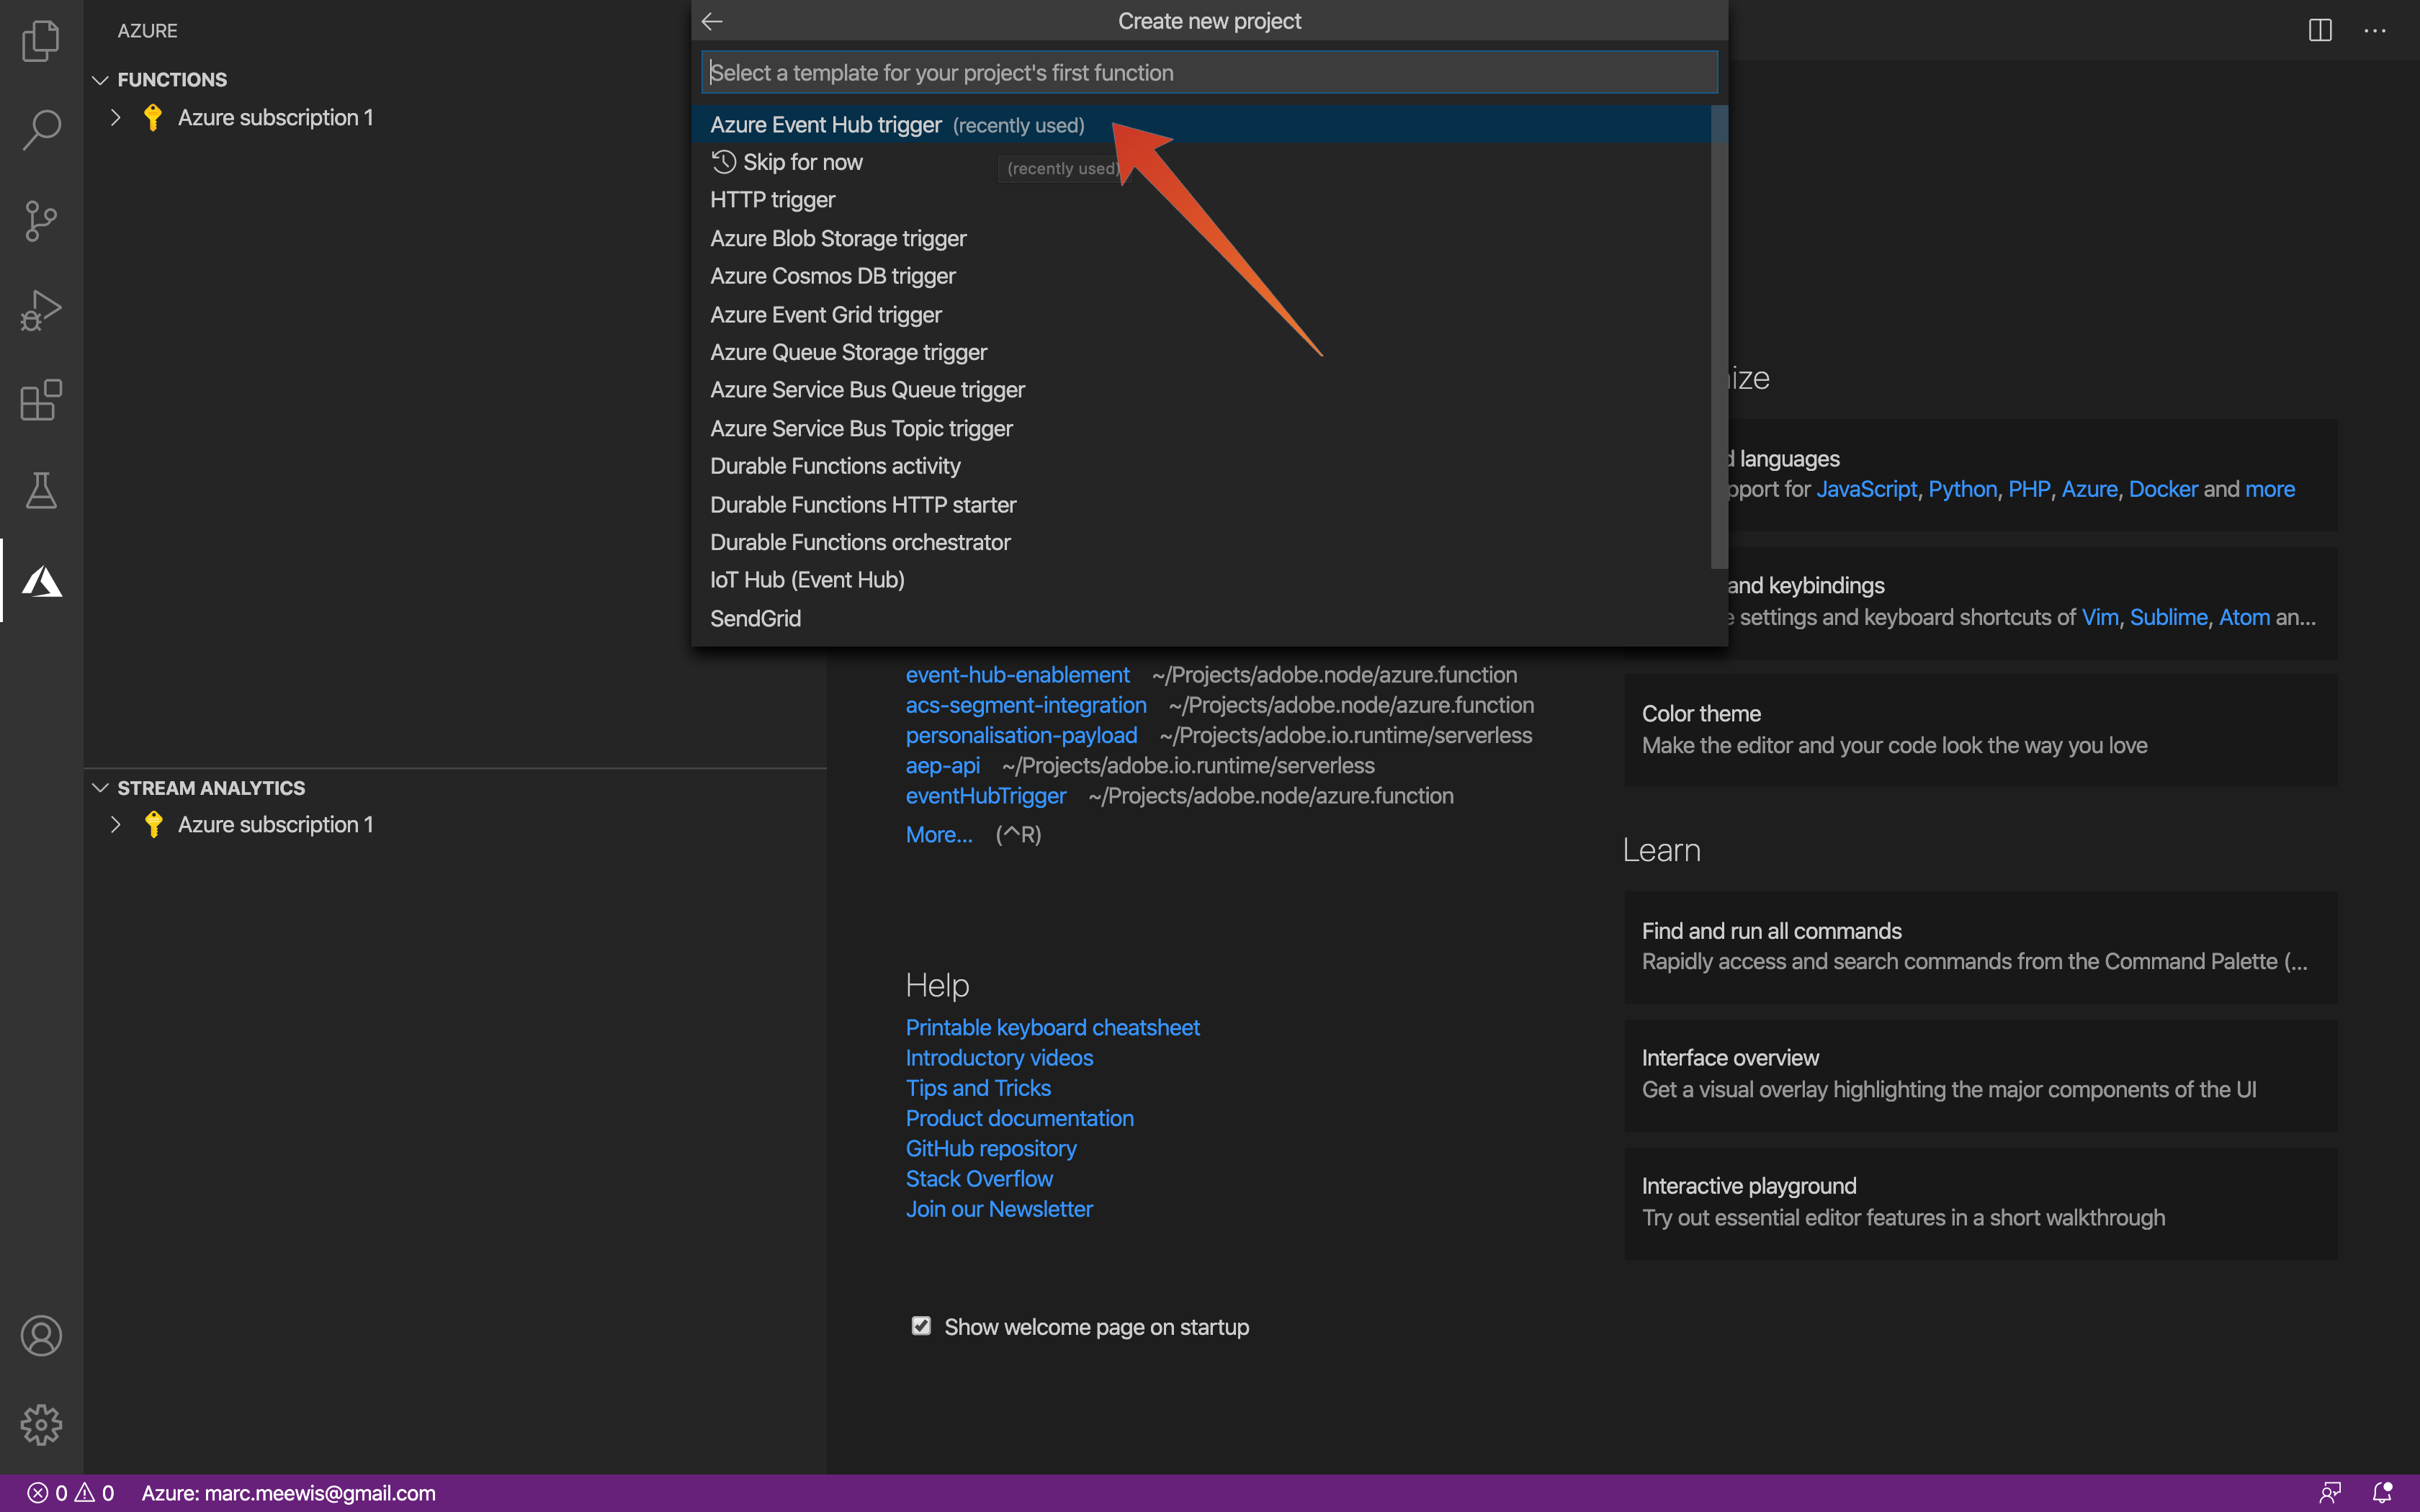 AZURE
FUNCTIONS
Azure subscription 1
STREAM ANALYTICS
Azure subscription 1
Create new project
Select a template for your project's first function
Azure Event Hub trigger (recently used)
Skip for now
(recently used)
HTTP trigger
Azure Blob Storage trigger
Azure Cosmos DB trigger
Azure Event Grid trigger
Azure Queue Storage trigger
Azure Service Bus Queue trigger
Azure Service Bus Topic trigger
Durable Functions activity
Durable Functions HTTP starter
Durable Functions orchestrator
IoT Hub (Event Hub)
SendGrid
event-hub-enablement ~/Projects/adobe.node/azure.function
acs-segment-integration ~/Projects/adobe.node/azure.function
personalisation-payload ~/Projects/adobe.io.runtime/serverless
aep-api ~/Projects/adobe.io.runtime/serverless
eventHubTrigger ~/Projects/adobe.node/azure.function
More... (^R)
Help
Printable keyboard cheatsheet
Introductory videos
Tips and Tricks
Product documentation
GitHub repository
Stack Overflow
Join our Newsletter
Show welcome page on startup
ize
languages
pport for JavaScript, Python, PHP, Azure, Docker and more
and keybindings
settings and keyboard shortcuts of Vim, Sublime, Atom an...
Color theme
Make the editor and your code look the way you love
Learn
Find and run all commands
Rapidly access and search commands from the Command Palette (...
Interface overview
Get a visual overlay highlighting the major components of the UI
Interactive playground
Try out essential editor features in a short walkthrough
0 0 Azure: marc.meewis@gmail.com